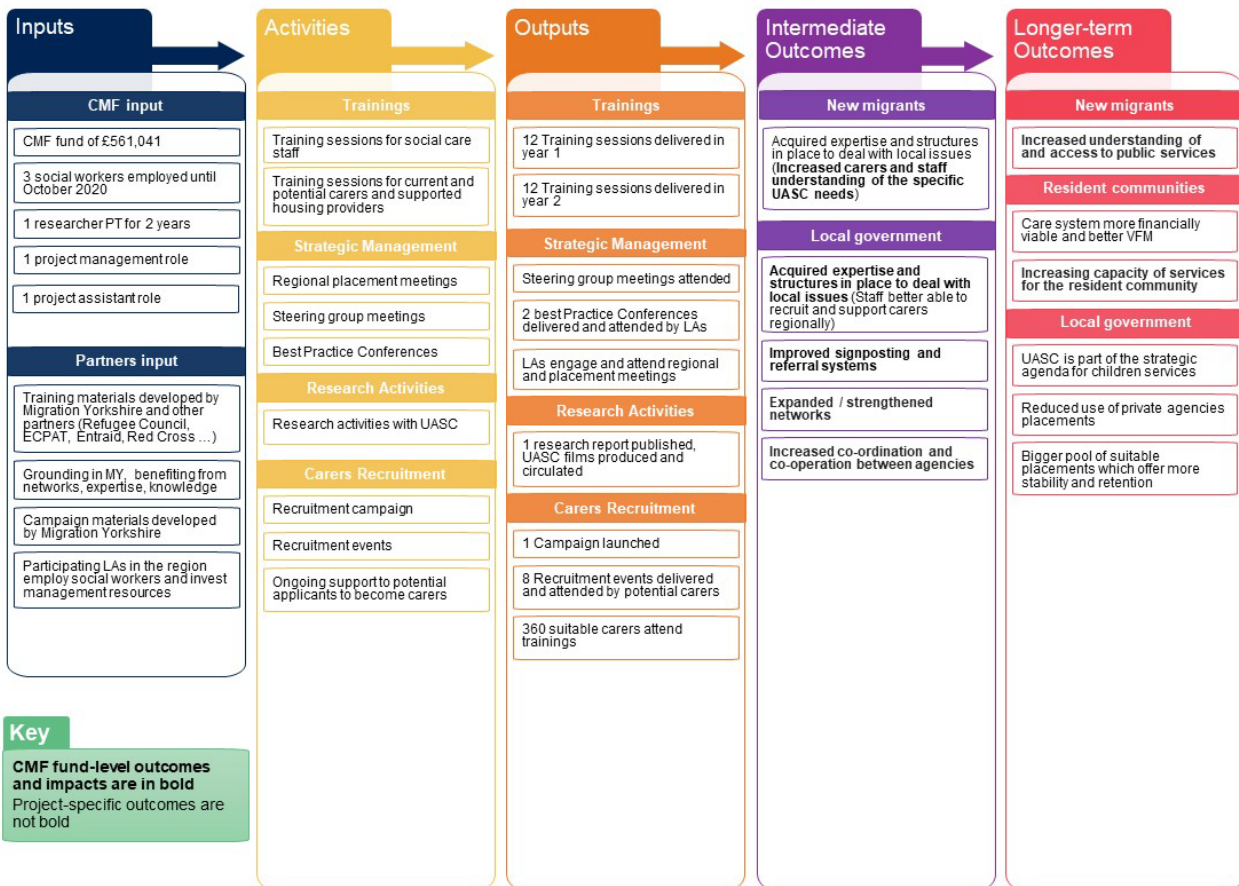 Inputs
CMF input
CMF fund of £561,041
3 social workers employed until
October 2020
1 researcher PT for 2 years
1 project management role
1 project assistant role
Partners input
Training materials developed by
Migration Yorkshire and other
partners (Refugee Council,
ECPAT, Entraid, Red Cross ...)
Grounding in MY, benefiting from
networks, expertise, knowledge
Campaign materials developed
by Migration Yorkshire
Participating LAs in the region
employ social workers and invest
management resources
Key
CMF fund-level outcomes
and impacts are in bold
Project-specific outcomes are
not bold
Activities
Trainings
Training sessions for social care
staff
Training sessions for current and
potential carers and supported
housing providers
Strategic Management
Regional placement meetings
Steering group meetings
Best Practice Conferences
Research Activities
Research activities with UASC
Carers Recruitment
Recruitment campaign
Recruitment events
Ongoing support to potential
applicants to become carers
Outputs
Trainings
12 Training sessions delivered in
year 1
12 Training sessions delivered in
year 2
Strategic Management
Steering group meetings attended
2 best Practice Conferences
delivered and attended by LAs
LAs engage and attend regional
and placement meetings
Research Activities
1 research report published,
UASC films produced and
circulated
Carers Recruitment
1 Campaign launched
8 Recruitment events delivered
and attended by potential carers
360 suitable carers attend
trainings
Intermediate
Outcomes
New migrants
Acquired expertise and structures
in place to deal with local issues
(Increased carers and staff
understanding of the specific
UASC needs)
Local government
Acquired expertise and
structures in place to deal with
local issues (Staff better able to
recruit and support carers
regionally)
Improved signposting and
referral systems
Expanded / strengthened
networks
Increased co-ordination and
co-operation between agencies
Longer-term
Outcomes
New migrants
Increased understanding of
and access to public services
Resident communities
Care system more financially
viable and better VFM
Increasing capacity of services
for the resident community
Local government
UASC is part of the strategic
agenda for children services
Reduced use of private agencies
placements
Bigger pool of suitable
placements which offer more
stability and retention